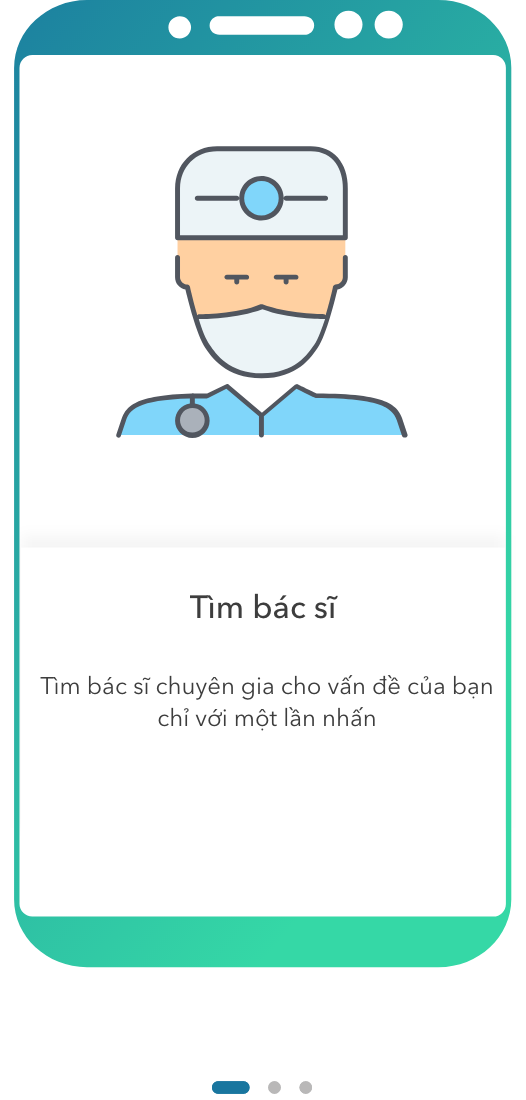 Tìm bác sĩ
Tìm bác sĩ chuyên gia cho vấn đề của bạn
chỉ với một lần nhấn